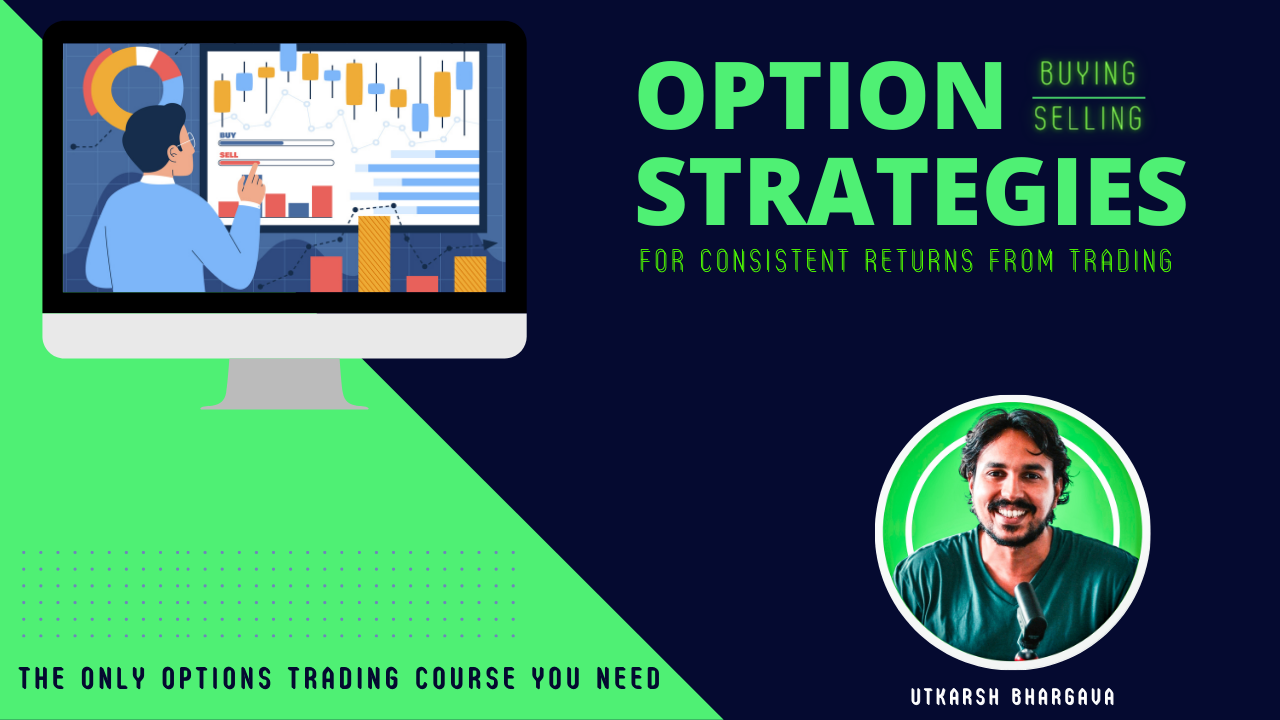 OPTION
BUYING
SELLING
STRATEGIES
FOR CONSISTENT RETURNS FROM TRADING
BUY
SELL
THE ONLY OPTIONS TRADING COURSE YOU NEED
UTKARSH BHARGAVA